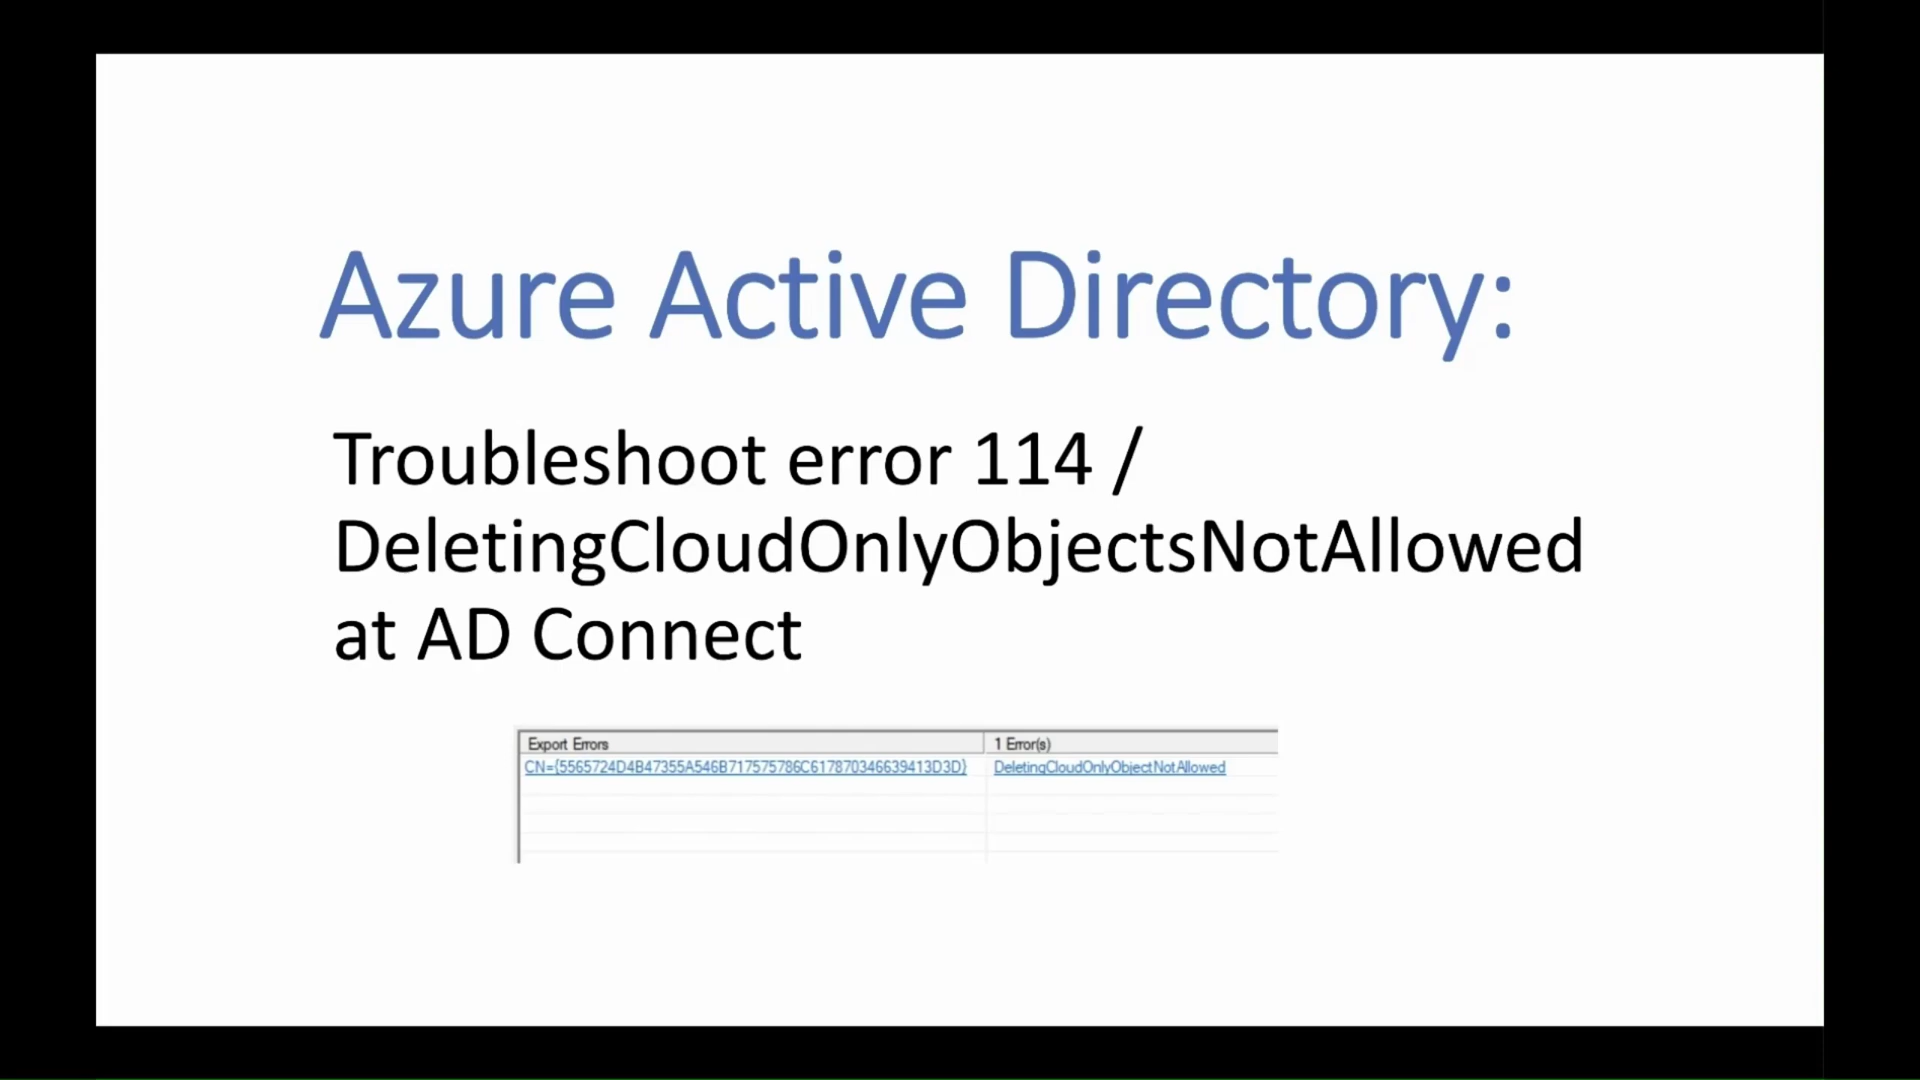 Azure Active Directory:
Troubleshoot error 114 /
DeletingCloudOnlyObjectsNotAllowed
at AD Connect
Export Errors 1 Error(s)
CN={5565724D4B47355A546B717575786C617870346639413D3D} DeletingCloudOnlyObjectNotAllowed